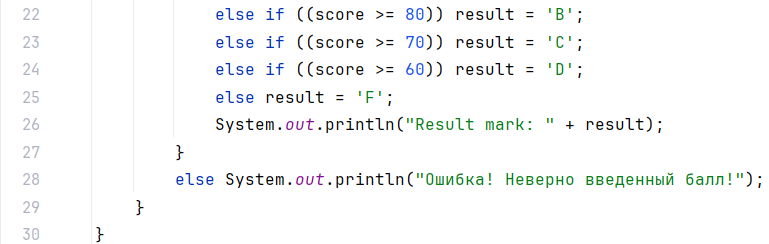 22 else if ((score >= 80)) result = 'B';
23 else if ((score >= 70)) result = 'C';
24 else if ((score >= 60)) result = 'D';
25 else result = 'F';
26 System.out.println("Result mark: " + result);
27 }
28 else System.out.println("Ошибка! Неверно введенный балл!");
29 }
30 }